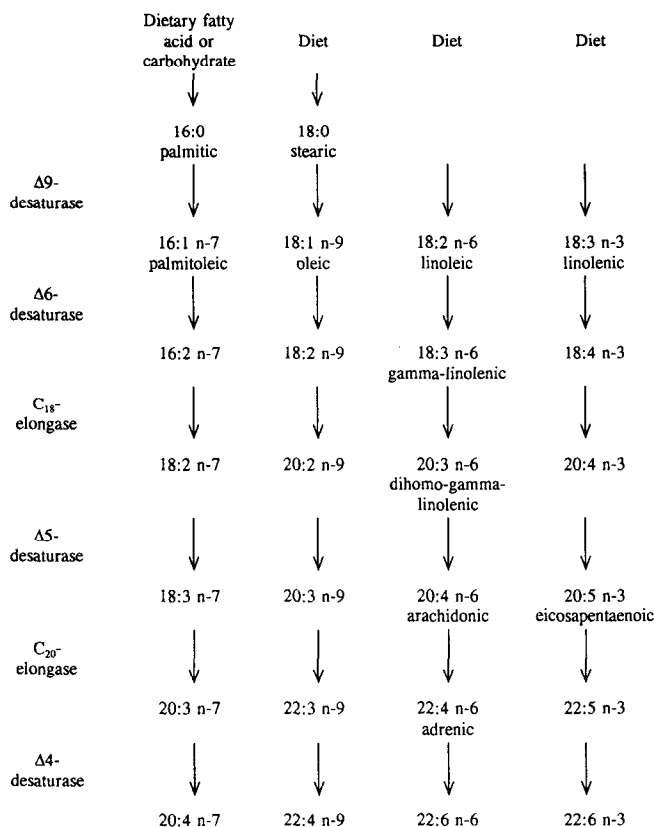 Dietary fatty
acid or
carbohydrate
Diet
Diet
Diet
16:0
palmitic
18:0
stearic
Δ9-
desaturase
16:1 n-7
palmitoleic
18:1 n-9
oleic
18:2 n-6
linoleic
18:3 n-3
linolenic
Δ6-
desaturase
16:2 n-7
18:2 n-9
18:3 n-6
gamma-linolenic
18:4 n-3
C₁₈-
elongase
18:2 n-7
20:2 n-9
20:3 n-6
dihomo-gamma-
linolenic
20:4 n-3
Δ5-
desaturase
18:3 n-7
20:3 n-9
20:4 n-6
arachidonic
20:5 n-3
eicosapentaenoic
C₂₀-
elongase
20:3 n-7
22:3 n-9
22:4 n-6
adrenic
22:5 n-3
Δ4-
desaturase
20:4 n-7
22:4 n-9
22:6 n-6
22:6 n-3